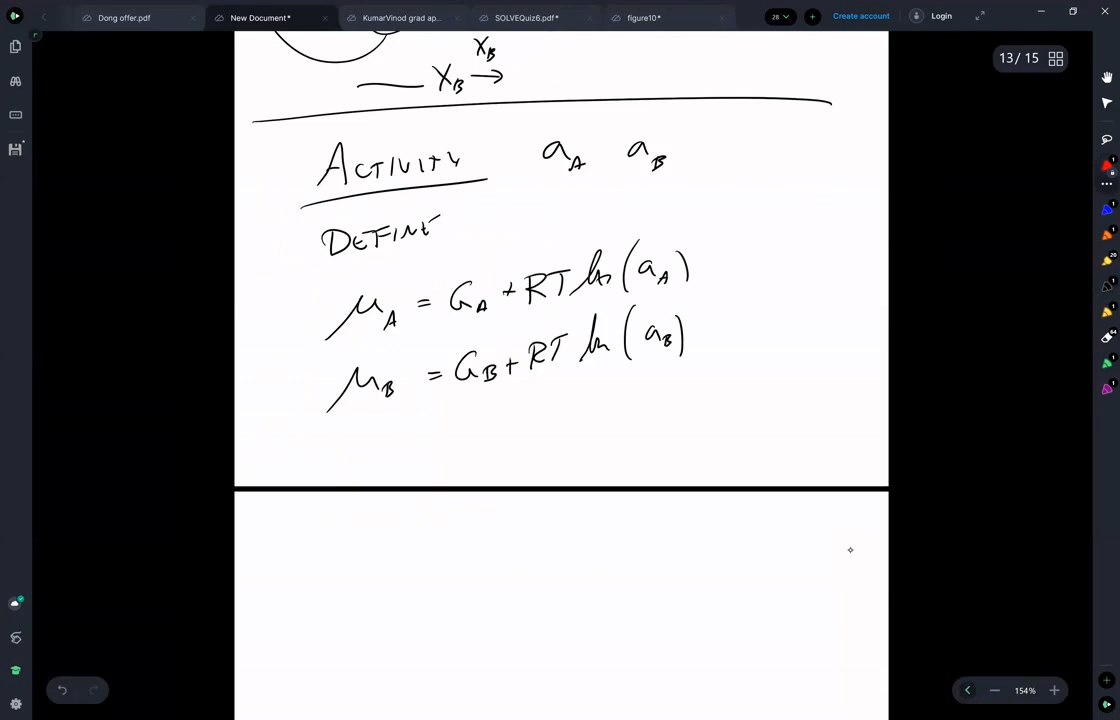 Dong offer.pdf
New Document*
KumarVinod grad ap...
SOLVEQuiz6.pdf*
figure10*
28
Create account
Login
13 / 15
X_B
X_B →
ACTIVITY a_A a_B
DEFINE
μ_A = G_A + RT ln(a_A)
μ_B = G_B + RT ln(a_B)
154%